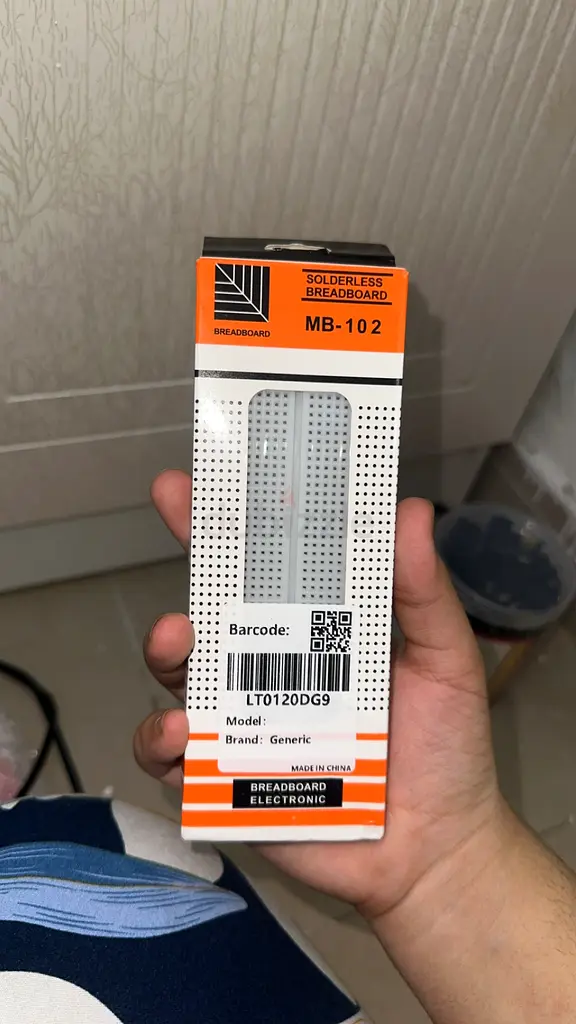 SOLDERLESS
BREADBOARD
BREADBOARD
MB-102
Barcode:
LT0120DG9
Model:
Brand: Generic
MADE IN CHINA
BREADBOARD
ELECTRONIC